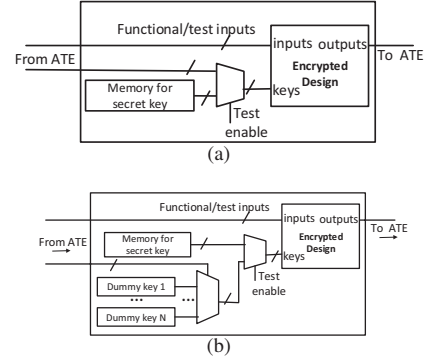 Functional/test inputs
inputs outputs
From ATE
To ATE
Encrypted
Design
Memory for
secret key
keys
Test
enable
(a)
Functional/test inputs
inputs outputs
From ATE
To ATE
Memory for
secret key
Encrypted
Design
keys
Dummy key 1
Test
enable
... ...
Dummy key N
(b)